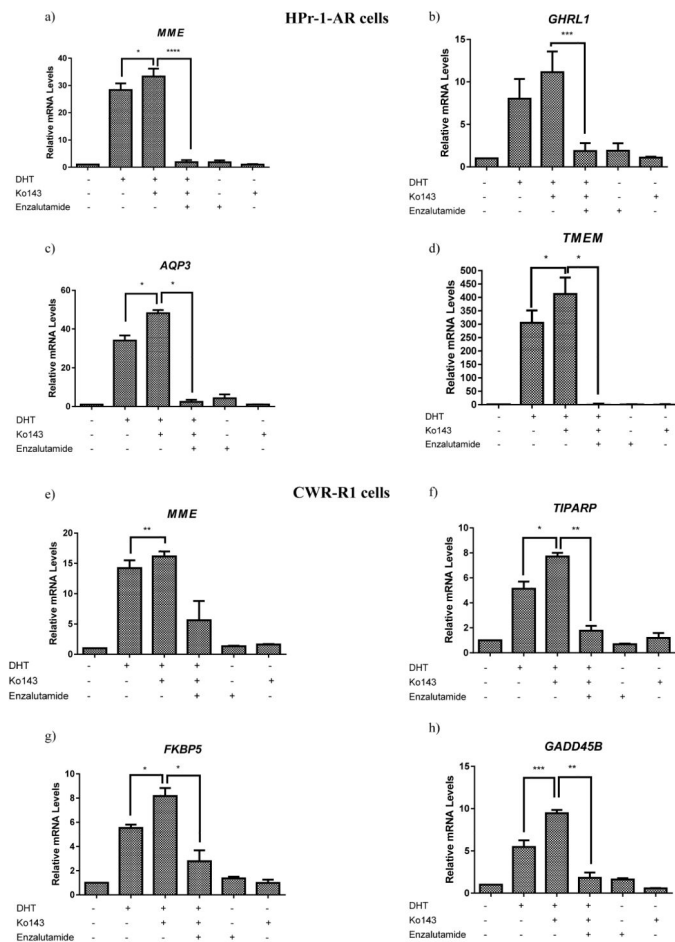 a)
HPr-1-AR cells
b)
MME
GHRL1
*
****
***
Relative mRNA Levels
40
30
20
10
0
Relative mRNA Levels
15
10
5
0
DHT - + + + - -
Ko143 - - + + - +
Enzalutamide - - - + + -
DHT - + + + - -
Ko143 - - + + - +
Enzalutamide - - - + + -
c)
d)
AQP3
TMEM
*
*
*
*
Relative mRNA Levels
60
40
20
0
Relative mRNA Levels
500
450
400
350
300
250
200
150
100
50
0
DHT - + + + - -
Ko143 - - + + - +
Enzalutamide - - - + + -
DHT - + + + - -
Ko143 - - + + - +
Enzalutamide - - - + + -
e)
CWR-R1 cells
f)
MME
TIPARP
**
*
**
Relative mRNA Levels
20
15
10
5
0
Relative mRNA Levels
10
8
6
4
2
0
DHT - + + + - -
Ko143 - - + + - +
Enzalutamide - - - + + -
DHT - + + + - -
Ko143 - - + + - +
Enzalutamide - - - + + -
g)
h)
FKBP5
GADD45B
*
*
***
**
Relative mRNA Levels
10
8
6
4
2
0
Relative mRNA Levels
15
10
5
0
DHT - + + + - -
Ko143 - - + + - +
Enzalutamide - - - + + -
DHT - + + + - -
Ko143 - - + + - +
Enzalutamide - - - + + -